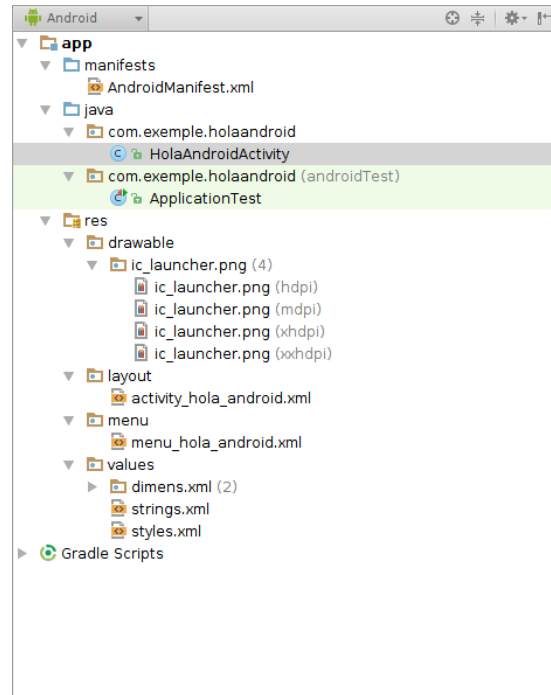 Android
app
manifests
AndroidManifest.xml
java
com.exemple.holaandroid
HolaAndroidActivity
com.exemple.holaandroid (androidTest)
ApplicationTest
res
drawable
ic_launcher.png (4)
ic_launcher.png (hdpi)
ic_launcher.png (mdpi)
ic_launcher.png (xhdpi)
ic_launcher.png (xxhdpi)
layout
activity_hola_android.xml
menu
menu_hola_android.xml
values
dimens.xml (2)
strings.xml
styles.xml
Gradle Scripts